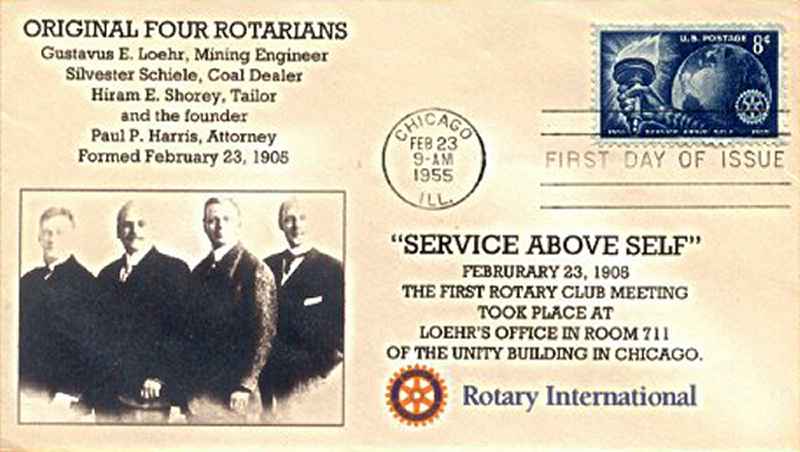 ORIGINAL FOUR ROTARIANS
Gustavus E. Loehr, Mining Engineer
Silvester Schiele, Coal Dealer
Hiram E. Shorey, Tailor
and the founder
Paul P. Harris, Attorney
Formed February 23, 1905
CHICAGO
FEB 23
9-AM
1955
ILL.
U.S. POSTAGE 8¢
SERVICE ABOVE SELF
FIRST DAY OF ISSUE
"SERVICE ABOVE SELF"
FEBRURARY 23, 1905
THE FIRST ROTARY CLUB MEETING
TOOK PLACE AT
LOEHR'S OFFICE IN ROOM 711
OF THE UNITY BUILDING IN CHICAGO.
Rotary International